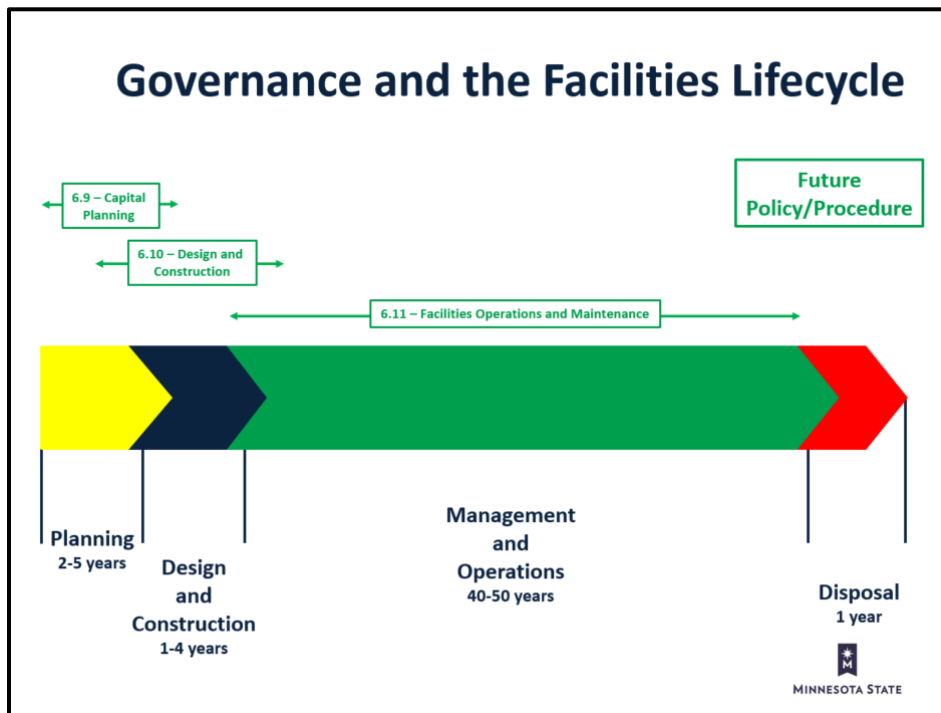 Governance and the Facilities Lifecycle
6.9 – Capital
Planning
Future
Policy/Procedure
6.10 – Design and
Construction
6.11 – Facilities Operations and Maintenance
Planning
2-5 years
Design
and
Construction
1-4 years
Management
and
Operations
40-50 years
Disposal
1 year
M
MINNESOTA STATE